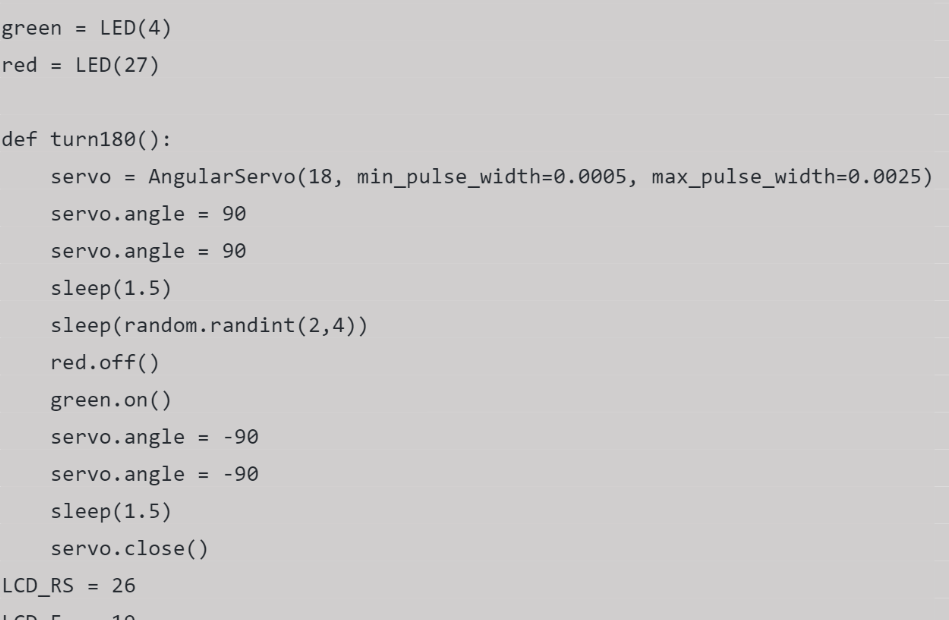 green = LED(4)
red = LED(27)

def turn180():
    servo = AngularServo(18, min_pulse_width=0.0005, max_pulse_width=0.0025)
    servo.angle = 90
    servo.angle = 90
    sleep(1.5)
    sleep(random.randint(2,4))
    red.off()
    green.on()
    servo.angle = -90
    servo.angle = -90
    sleep(1.5)
    servo.close()
LCD_RS = 26